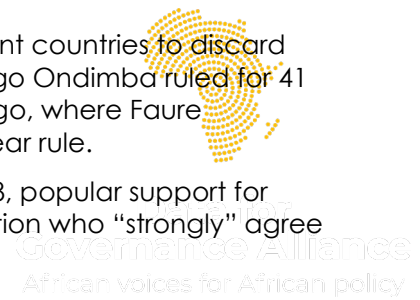 nt countries to discard
go Ondimba ruled for 41
go, where Faure
ear rule.
3, popular support for
tion who “strongly” agree
Governance Alliance
African voices for African policy